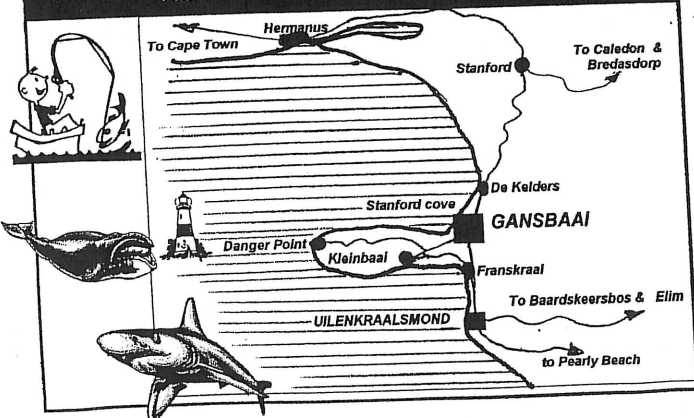 Hermanus
To Cape Town
To Caledon &
Bredasdorp
Stanford
De Kelders
Stanford cove
GANSBAAI
Danger Point
Kleinbaai
Franskraal
To Baardskeersbos & Elim
UILENKRAALSMOND
to Pearly Beach